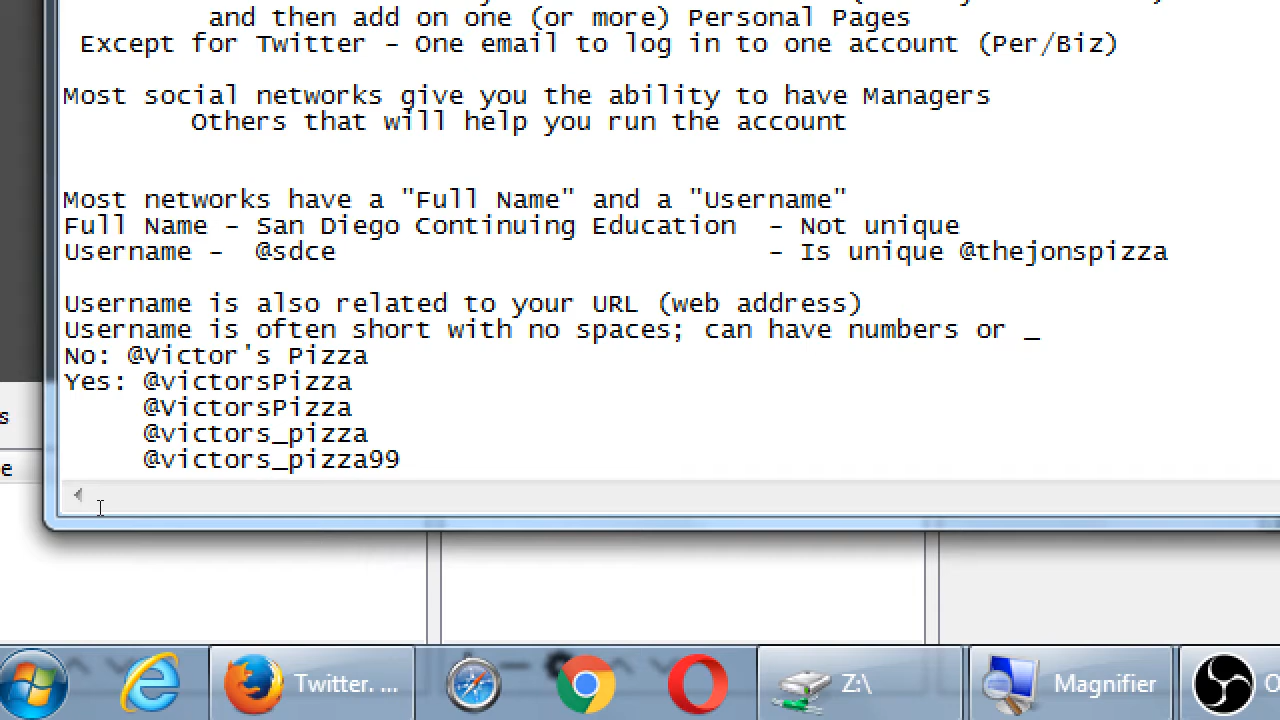 and then add on one (or more) Personal Pages
Except for Twitter - One email to log in to one account (Per/Biz)
Most social networks give you the ability to have Managers
Others that will help you run the account
Most networks have a "Full Name" and a "Username"
Full Name - San Diego Continuing Education - Not unique
Username - @sdce - Is unique @thejonspizza
Username is also related to your URL (web address)
Username is often short with no spaces; can have numbers or _
No: @Victor's Pizza
Yes: @victorsPizza
@VictorsPizza
@victors_pizza
@victors_pizza99
s
e
Twitter. ...
Z:\
Magnifier
O